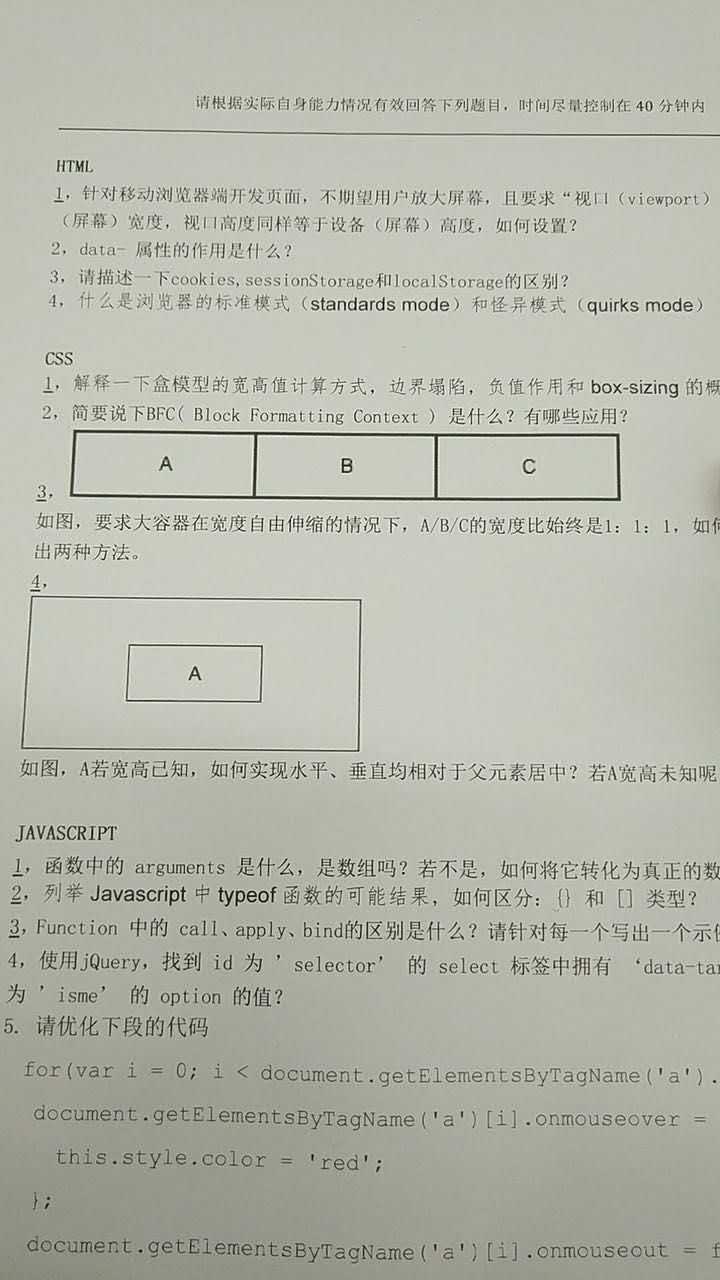 请根据实际自身能力情况有效回答下列题目，时间尽量控制在 40 分钟内
HTML
1，针对移动浏览器端开发页面，不期望用户放大屏幕，且要求“视口（viewport）
（屏幕）宽度，视口高度同样等于设备（屏幕）高度，如何设置？
2，data- 属性的作用是什么？
3，请描述一下cookies,sessionStorage和localStorage的区别？
4，什么是浏览器的标准模式（standards mode）和怪异模式（quirks mode）
CSS
1，解释一下盒模型的宽高值计算方式，边界塌陷，负值作用和 box-sizing 的概
2，简要说下BFC( Block Formatting Context ) 是什么？有哪些应用？
A B C
3，
如图，要求大容器在宽度自由伸缩的情况下，A/B/C的宽度比始终是1：1：1，如何
出两种方法。
4，
A
如图，A若宽高已知，如何实现水平、垂直均相对于父元素居中？若A宽高未知呢
JAVASCRIPT
1，函数中的 arguments 是什么，是数组吗？若不是，如何将它转化为真正的数
2，列举 Javascript 中 typeof 函数的可能结果，如何区分：{} 和 [] 类型？
3，Function 中的 call、apply、bind的区别是什么？请针对每一个写出一个示例
4，使用jQuery，找到 id 为 ’selector’ 的 select 标签中拥有 ‘data-tar
为 ’isme’ 的 option 的值？
5. 请优化下段的代码
for(var i = 0; i < document.getElementsByTagName('a').
document.getElementsByTagName('a')[i].onmouseover =
this.style.color = 'red';
};
document.getElementsByTagName('a')[i].onmouseout = f